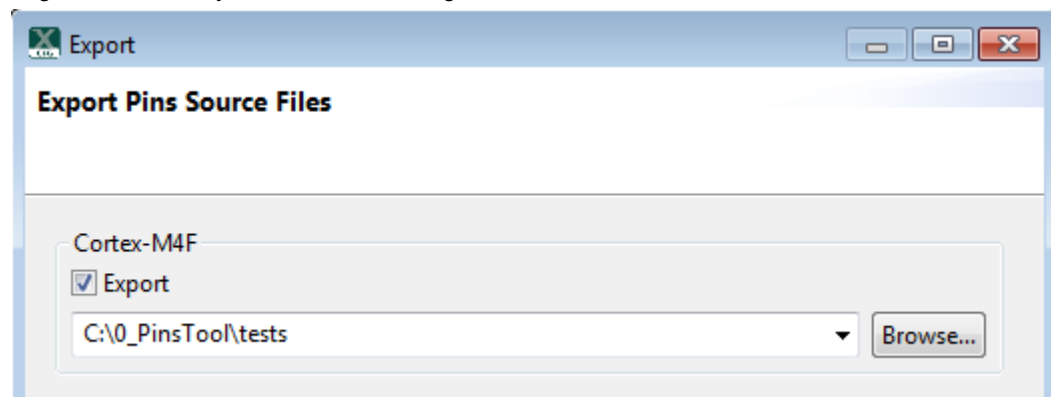 Export
Export Pins Source Files
Cortex-M4F
Export
C:\0_PinsTool\tests
Browse...